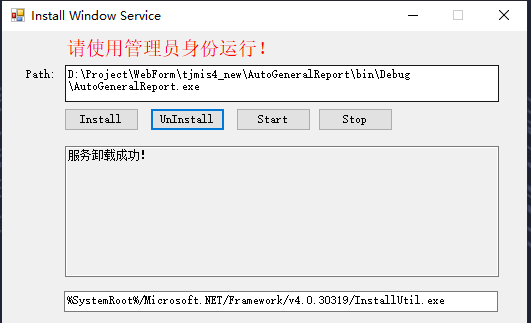 Install Window Service
请使用管理员身份运行!
Path:
D:\Project\WebForm\tjmis4_new\AutoGeneralReport\bin\Debug
\AutoGeneralReport.exe
Install UnInstall Start Stop
服务卸载成功!
%SystemRoot%/Microsoft.NET/Framework/v4.0.30319/InstallUtil.exe